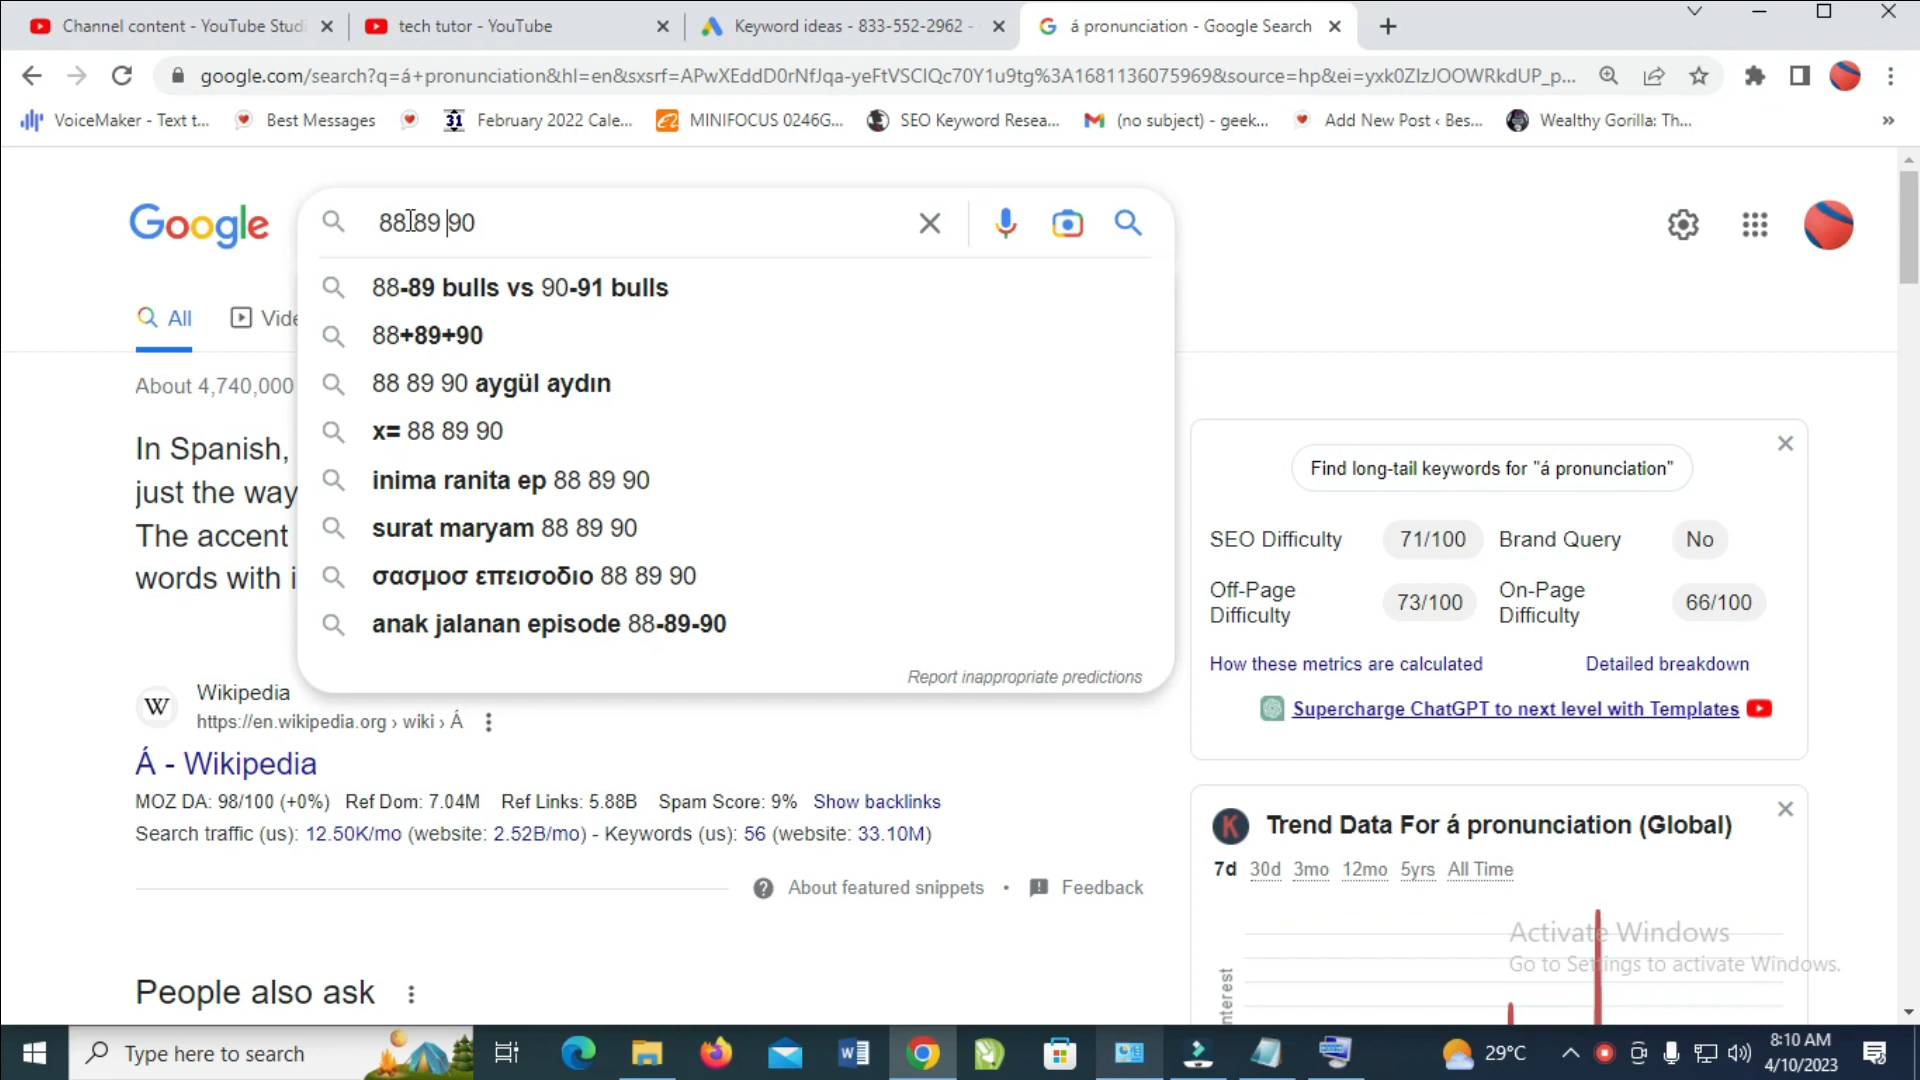 Channel content - YouTube Studi
tech tutor - YouTube
Keyword ideas - 833-552-2962 -
á pronunciation - Google Search
google.com/search?q=á+pronunciation&hl=en&sxsrf=APwXEddD0rNfJqa-yeFtVSClQc70Y1u9tg%3A1681136075969&source=hp&ei=yxk0ZIzJOOWRkdUP_p...
VoiceMaker - Text t...
Best Messages
31
February 2022 Cale...
MINIFOCUS 0246G...
SEO Keyword Resea...
(no subject) - geek...
Add New Post ‹ Bes...
Wealthy Gorilla: Th...
»
Google
88 89 90
All
Vide
88-89 bulls vs 90-91 bulls
88+89+90
88 89 90 aygül aydın
x= 88 89 90
inima ranita ep 88 89 90
surat maryam 88 89 90
σασμοσ επεισοδιο 88 89 90
anak jalanan episode 88-89-90
Report inappropriate predictions
About 4,740,000
In Spanish,
just the way
The accent
words with i
W
Wikipedia
https://en.wikipedia.org › wiki › Á
Á - Wikipedia
MOZ DA: 98/100 (+0%) Ref Dom: 7.04M Ref Links: 5.88B Spam Score: 9% Show backlinks
Search traffic (us): 12.50K/mo (website: 2.52B/mo) - Keywords (us): 56 (website: 33.10M)
About featured snippets • Feedback
People also ask
Find long-tail keywords for "á pronunciation"
SEO Difficulty 71/100 Brand Query No
Off-Page Difficulty 73/100 On-Page Difficulty 66/100
How these metrics are calculated Detailed breakdown
Supercharge ChatGPT to next level with Templates
K
Trend Data For á pronunciation (Global)
7d 30d 3mo 12mo 5yrs All Time
nterest
Activate Windows
Go to Settings to activate Windows.
Type here to search
29°C
8:10 AM
4/10/2023